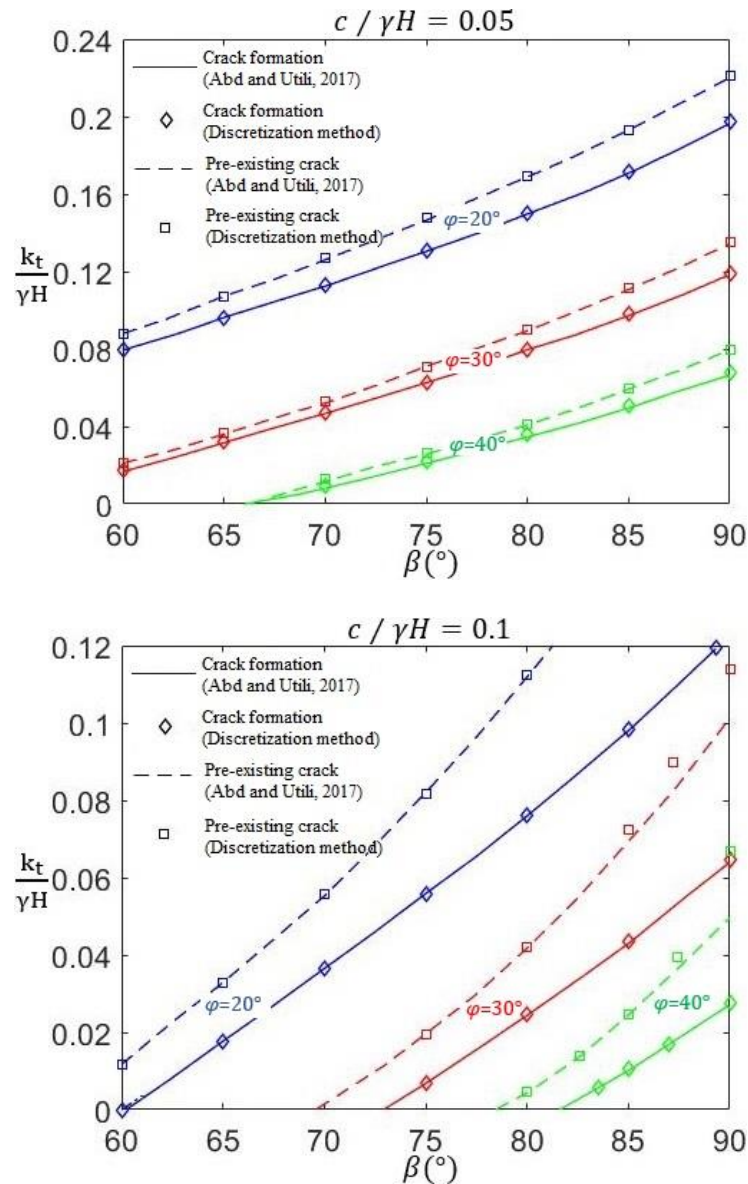 c / γH = 0.05
0.24
0.2
0.16
0.12
0.08
0.04
0
k_t
γH
Crack formation
(Abd and Utili, 2017)
Crack formation
(Discretization method)
Pre-existing crack
(Abd and Utili, 2017)
Pre-existing crack
(Discretization method)
φ=20°
φ=30°
φ=40°
60 65 70 75 80 85 90
β(°)
c / γH = 0.1
0.12
0.1
0.08
0.06
0.04
0.02
0
k_t
γH
Crack formation
(Abd and Utili, 2017)
Crack formation
(Discretization method)
Pre-existing crack
(Abd and Utili, 2017)
Pre-existing crack
(Discretization method)
φ=20°
φ=30°
φ=40°
60 65 70 75 80 85 90
β(°)